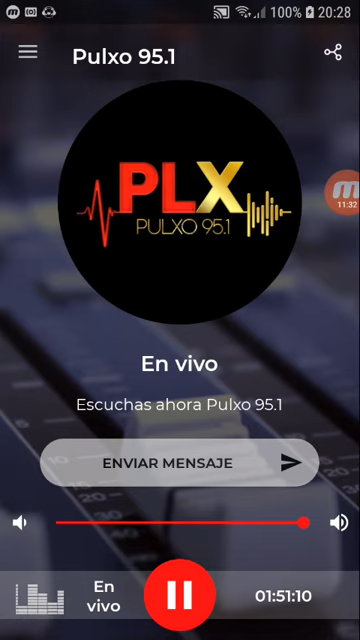 100% 20:28
Pulxo 95.1
PLX
PULXO 95.1
11:32
En vivo
Escuchas ahora Pulxo 95.1
ENVIAR MENSAJE
En
vivo
01:51:10